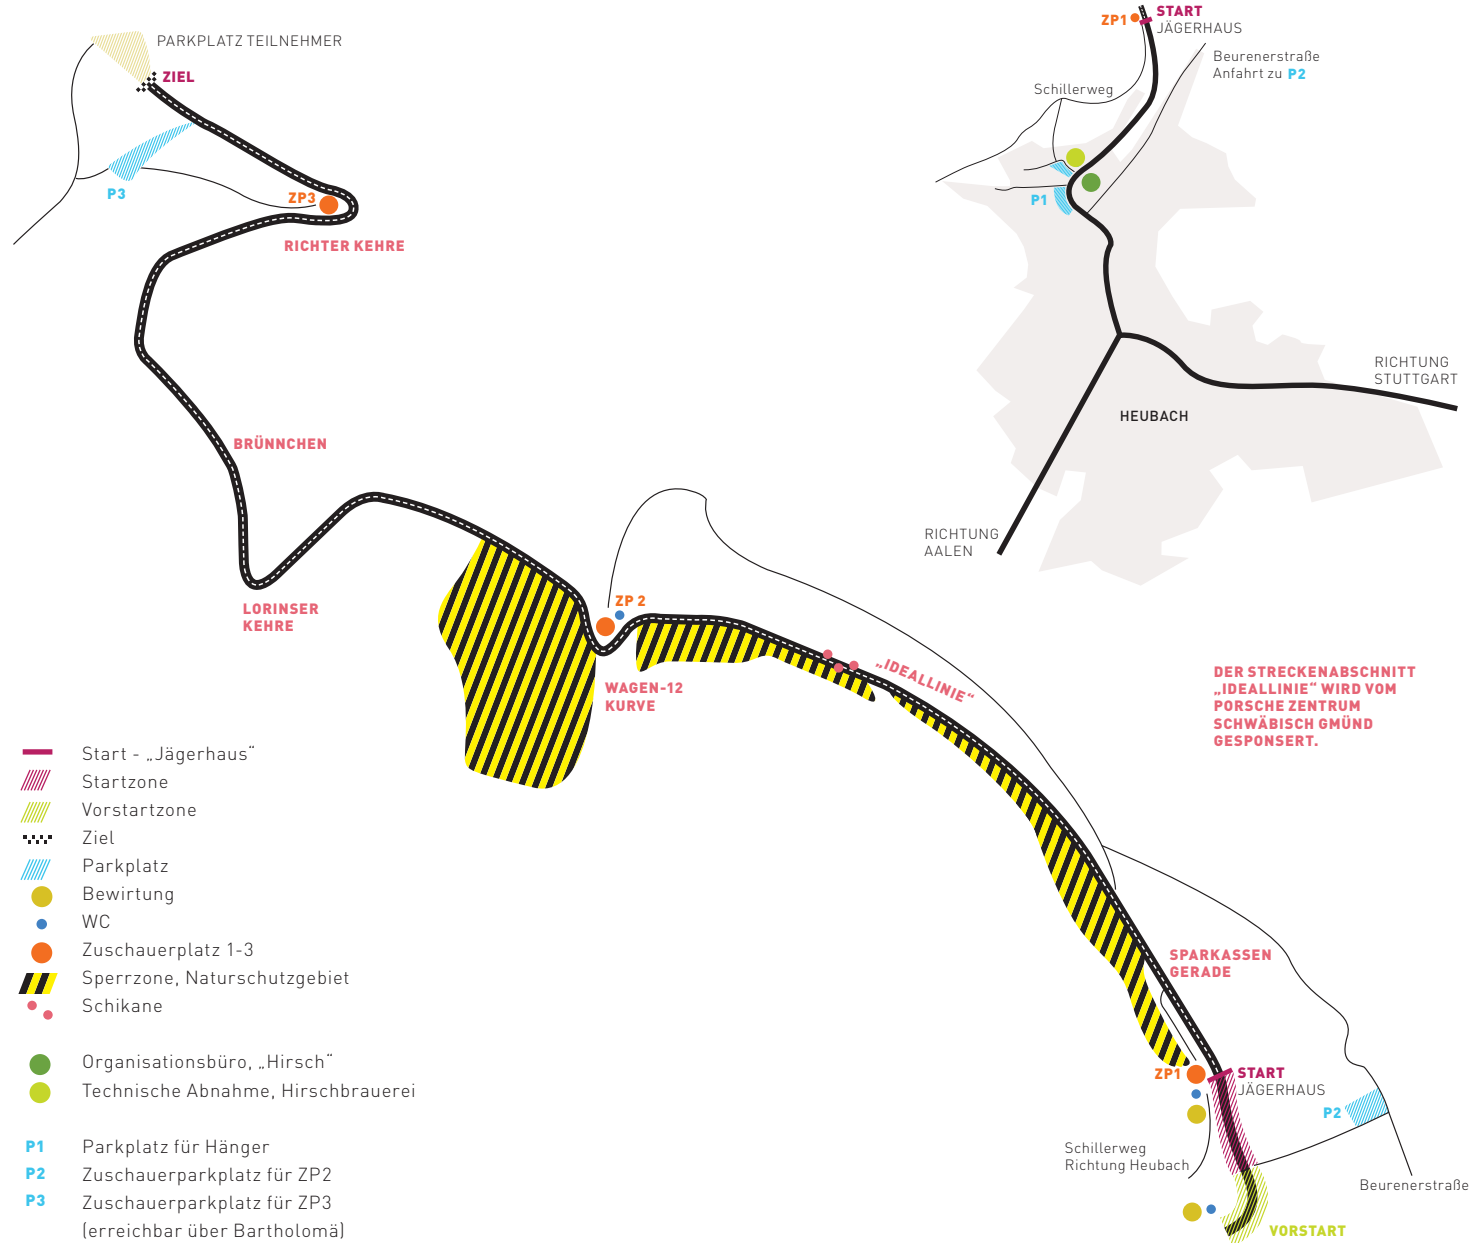 PARKPLATZ TEILNEHMER
ZIEL
P3
ZP3
RICHTER KEHRE
BRÜNNCHEN
LORINSER
KEHRE
ZP 2
WAGEN-12
KURVE
„IDEALLINIE“
SPARKASSEN
GERADE
ZP1
START
JÄGERHAUS
P2
Schillerweg
Richtung Heubach
Beurenerstraße
VORSTART
ZP1
START
JÄGERHAUS
Beurenerstraße
Anfahrt zu P2
Schillerweg
P1
RICHTUNG
STUTTGART
HEUBACH
RICHTUNG
AALEN
DER STRECKENABSCHNITT
„IDEALLINIE“ WIRD VOM
PORSCHE ZENTRUM
SCHWÄBISCH GMÜND
GESPONSERT.
Start - „Jägerhaus“
Startzone
Vorstartzone
Ziel
Parkplatz
Bewirtung
WC
Zuschauerplatz 1-3
Sperrzone, Naturschutzgebiet
Schikane
Organisationsbüro, „Hirsch“
Technische Abnahme, Hirschbrauerei
P1 Parkplatz für Hänger
P2 Zuschauerparkplatz für ZP2
P3 Zuschauerparkplatz für ZP3
(erreichbar über Bartholomä)